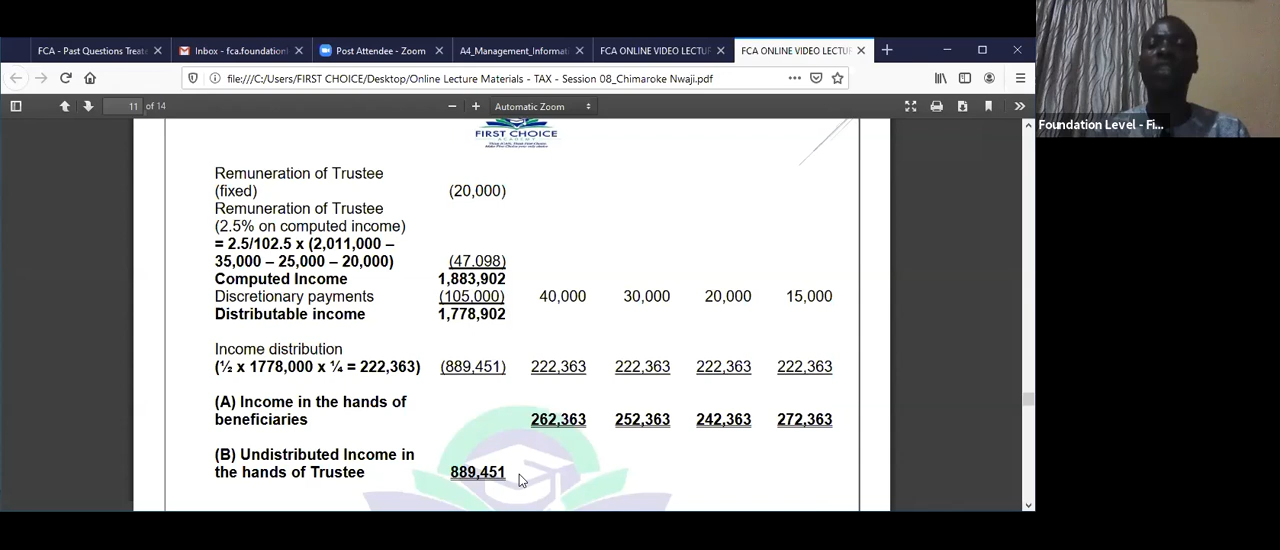 FCA - Past Questions Treate
Inbox - fca.foundation
Post Attendee - Zoom
A4_Management_Informati
FCA ONLINE VIDEO LECTUR
FCA ONLINE VIDEO LECTUR
file:///C:/Users/FIRST CHOICE/Desktop/Online Lecture Materials - TAX - Session 08_Chimaroke Nwaji.pdf
11 of 14
Automatic Zoom
Foundation Level - Fi...
FIRST CHOICE
ACADEMY
Remuneration of Trustee
(fixed) (20,000)
Remuneration of Trustee
(2.5% on computed income)
= 2.5/102.5 x (2,011,000 –
35,000 – 25,000 – 20,000) (47.098)
Computed Income 1,883,902
Discretionary payments (105,000) 40,000 30,000 20,000 15,000
Distributable income 1,778,902
Income distribution
(½ x 1778,000 x ¼ = 222,363) (889,451) 222,363 222,363 222,363 222,363
(A) Income in the hands of
beneficiaries 262,363 252,363 242,363 272,363
(B) Undistributed Income in
the hands of Trustee 889,451